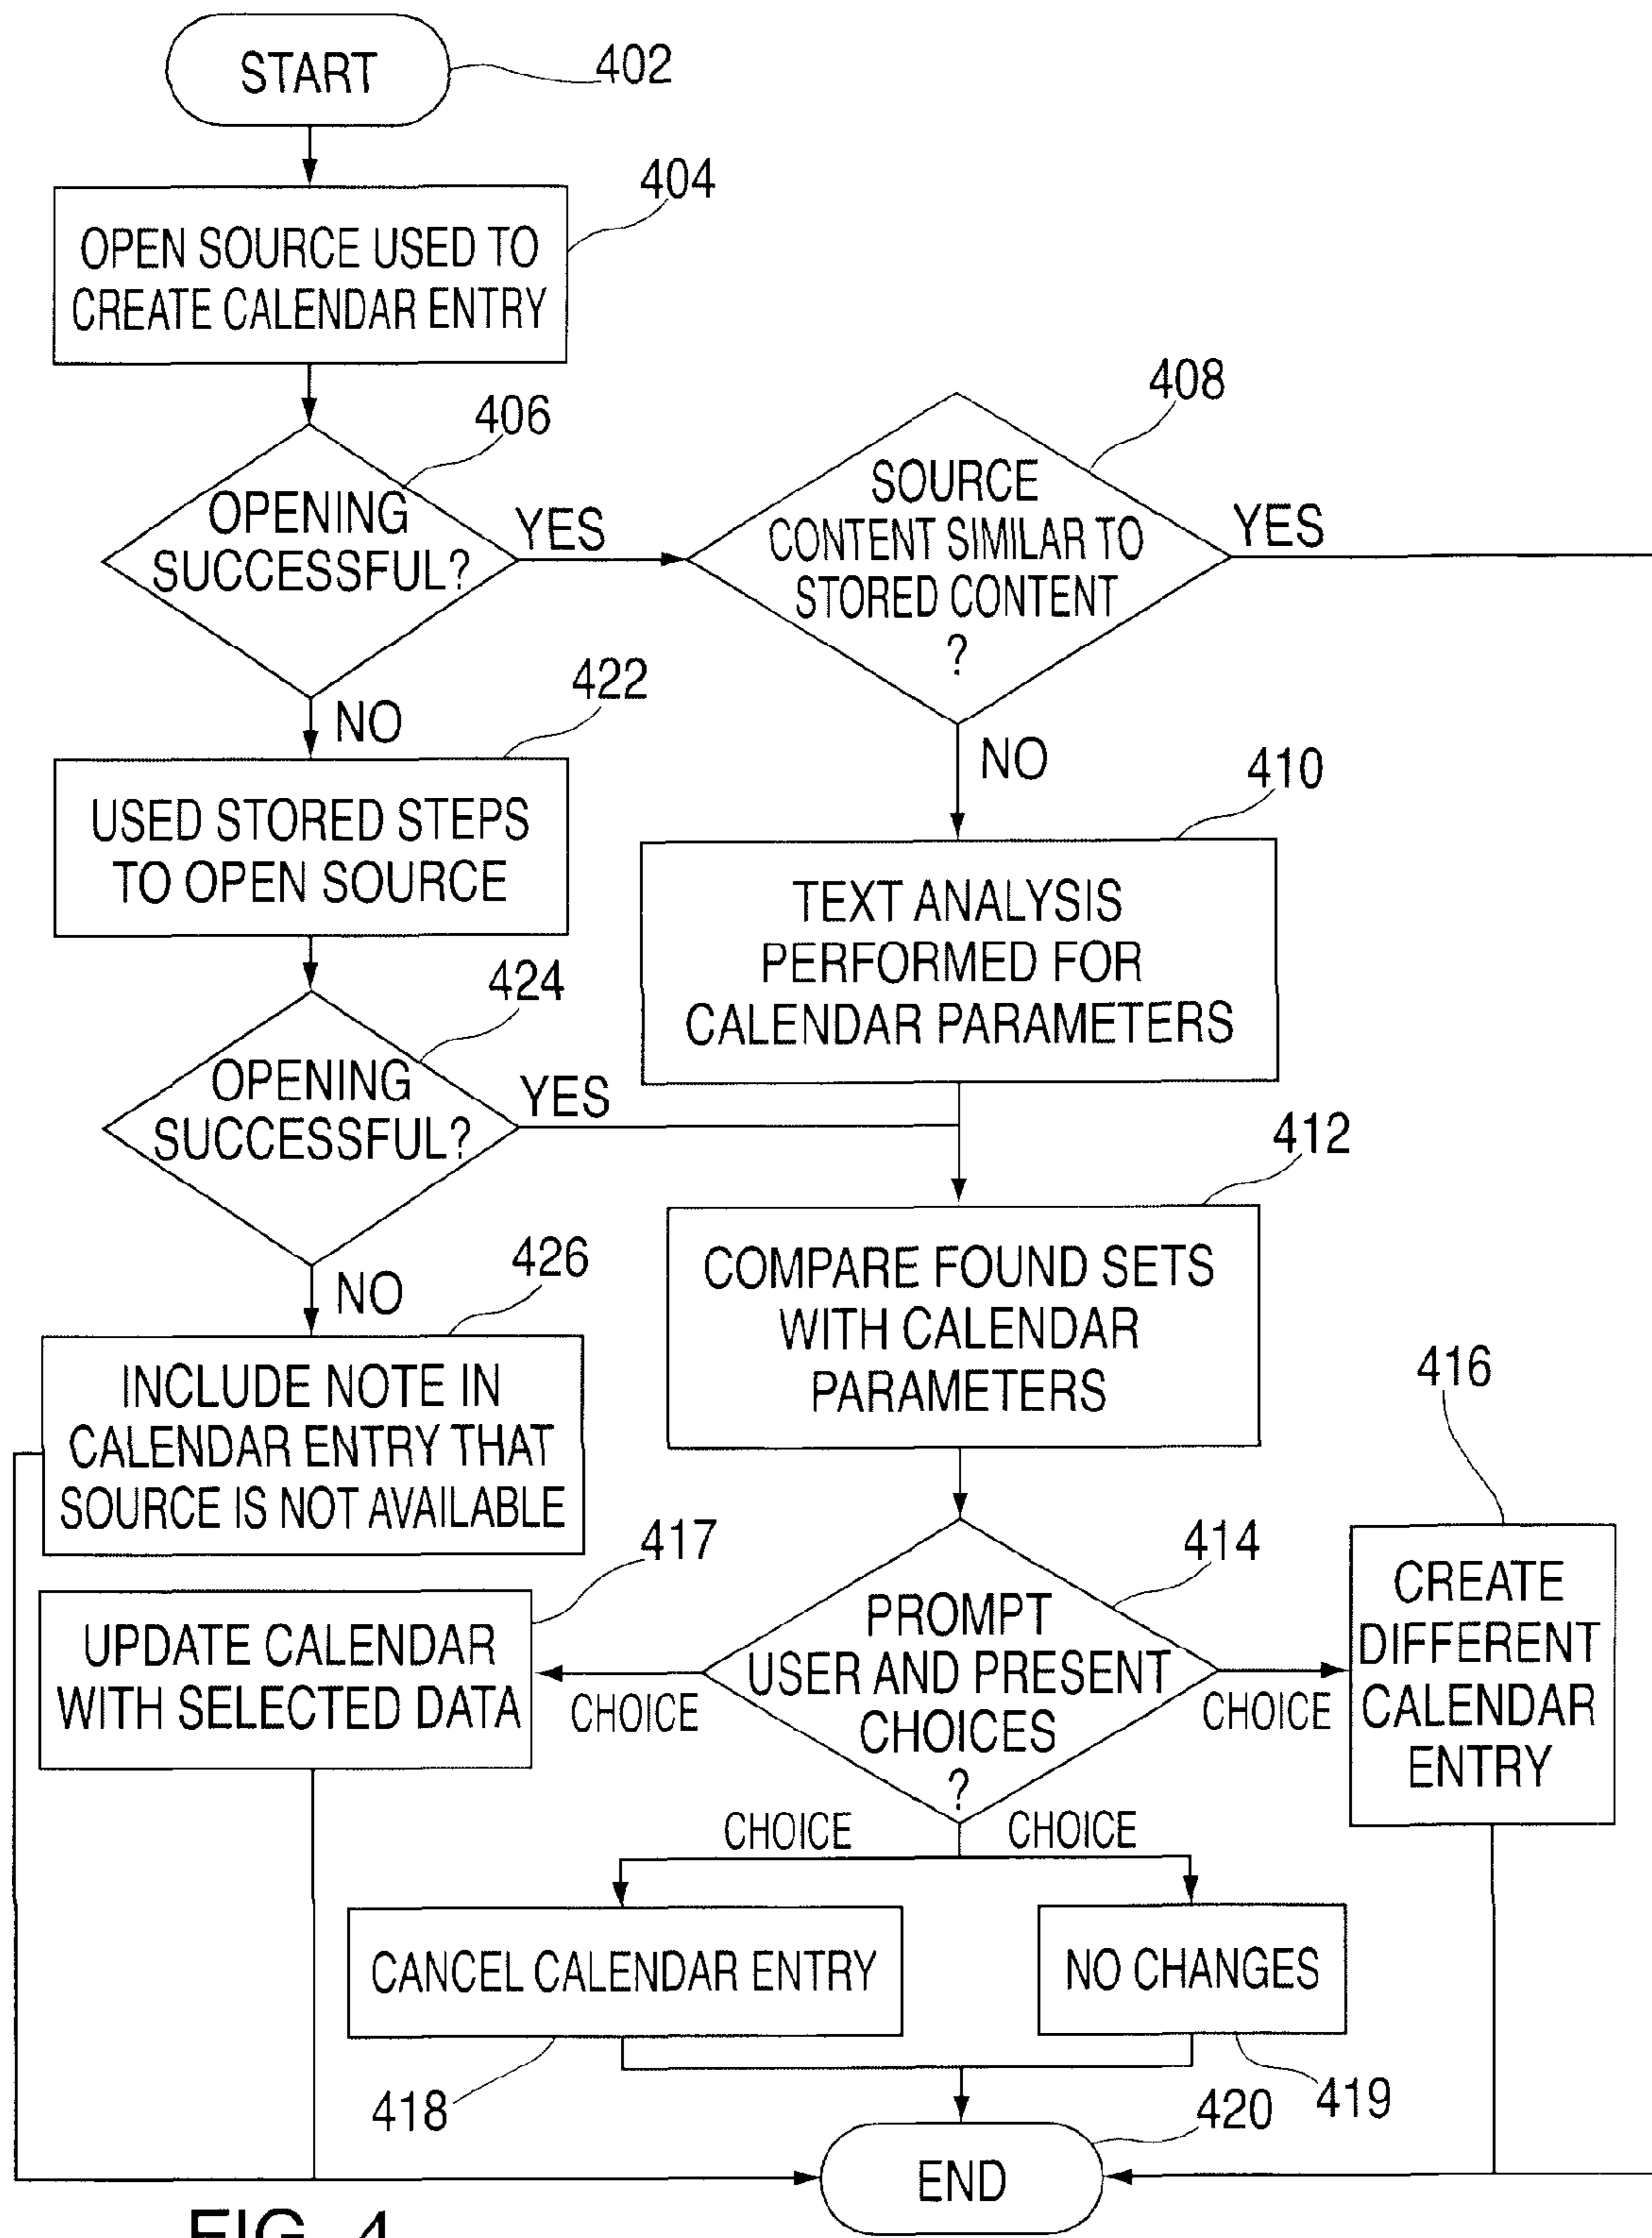 START
402
404
OPEN SOURCE USED TO
CREATE CALENDAR ENTRY
406
OPENING
SUCCESSFUL?
YES
408
SOURCE
CONTENT SIMILAR TO
STORED CONTENT
?
YES
NO
422
USED STORED STEPS
TO OPEN SOURCE
NO
410
TEXT ANALYSIS
PERFORMED FOR
CALENDAR PARAMETERS
424
OPENING
SUCCESSFUL?
YES
412
COMPARE FOUND SETS
WITH CALENDAR
PARAMETERS
NO
426
INCLUDE NOTE IN
CALENDAR ENTRY THAT
SOURCE IS NOT AVAILABLE
417
UPDATE CALENDAR
WITH SELECTED DATA
CHOICE
414
PROMPT
USER AND PRESENT
CHOICES
?
CHOICE
416
CREATE
DIFFERENT
CALENDAR
ENTRY
CHOICE
CHOICE
CANCEL CALENDAR ENTRY
NO CHANGES
418
419
420
END
FIG. 4